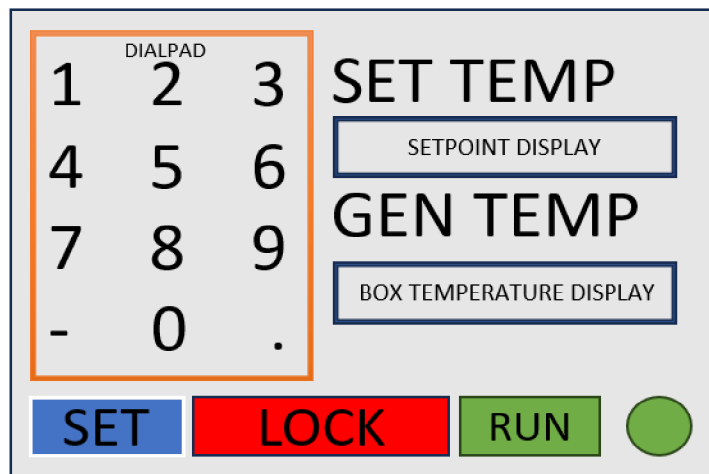 DIALPAD
1 2 3
4 5 6
7 8 9
- 0 .
SET TEMP
SETPOINT DISPLAY
GEN TEMP
BOX TEMPERATURE DISPLAY
SET
LOCK
RUN